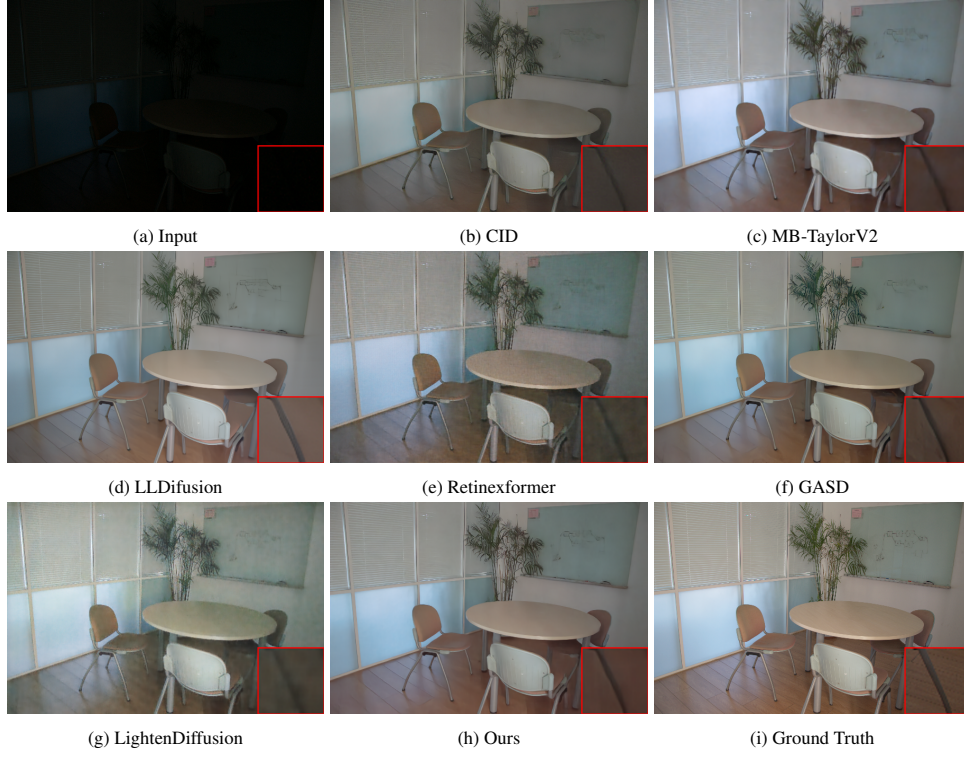 (a) Input
(b) CID
(c) MB-TaylorV2
(d) LLDifusion
(e) Retinexformer
(f) GASD
(g) LightenDiffusion
(h) Ours
(i) Ground Truth